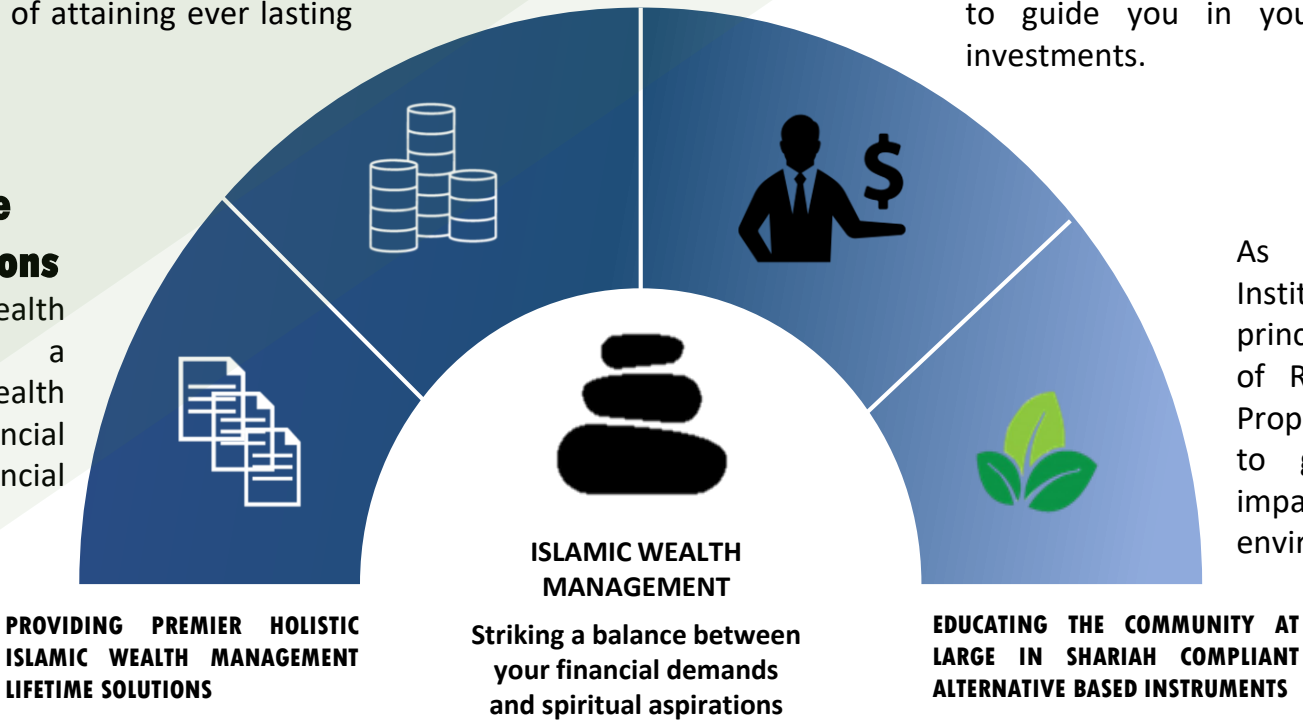 of attaining ever lasting
to guide you in you
investments.
e
ons
ealth
a
ealth
ncial
ncial
$
As
Instit
princ
of R
Prop
to g
impa
envir
ISLAMIC WEALTH
MANAGEMENT
Striking a balance between
your financial demands
and spiritual aspirations
PROVIDING PREMIER HOLISTIC
ISLAMIC WEALTH MANAGEMENT
LIFETIME SOLUTIONS
EDUCATING THE COMMUNITY AT
LARGE IN SHARIAH COMPLIANT
ALTERNATIVE BASED INSTRUMENTS